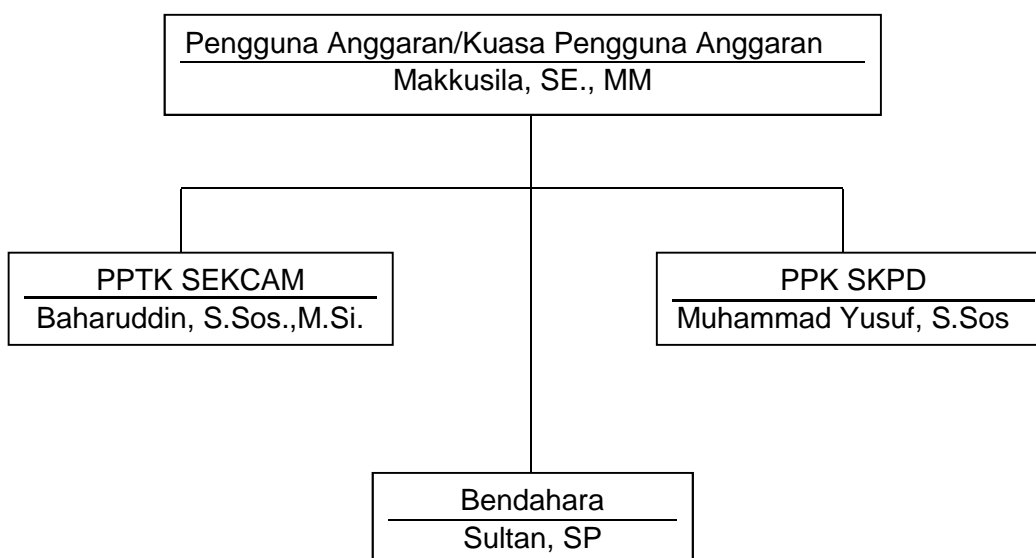 Pengguna Anggaran/Kuasa Pengguna Anggaran
Makkusila, SE., MM
PPTK SEKCAM
Baharuddin, S.Sos.,M.Si.
PPK SKPD
Muhammad Yusuf, S.Sos
Bendahara
Sultan, SP